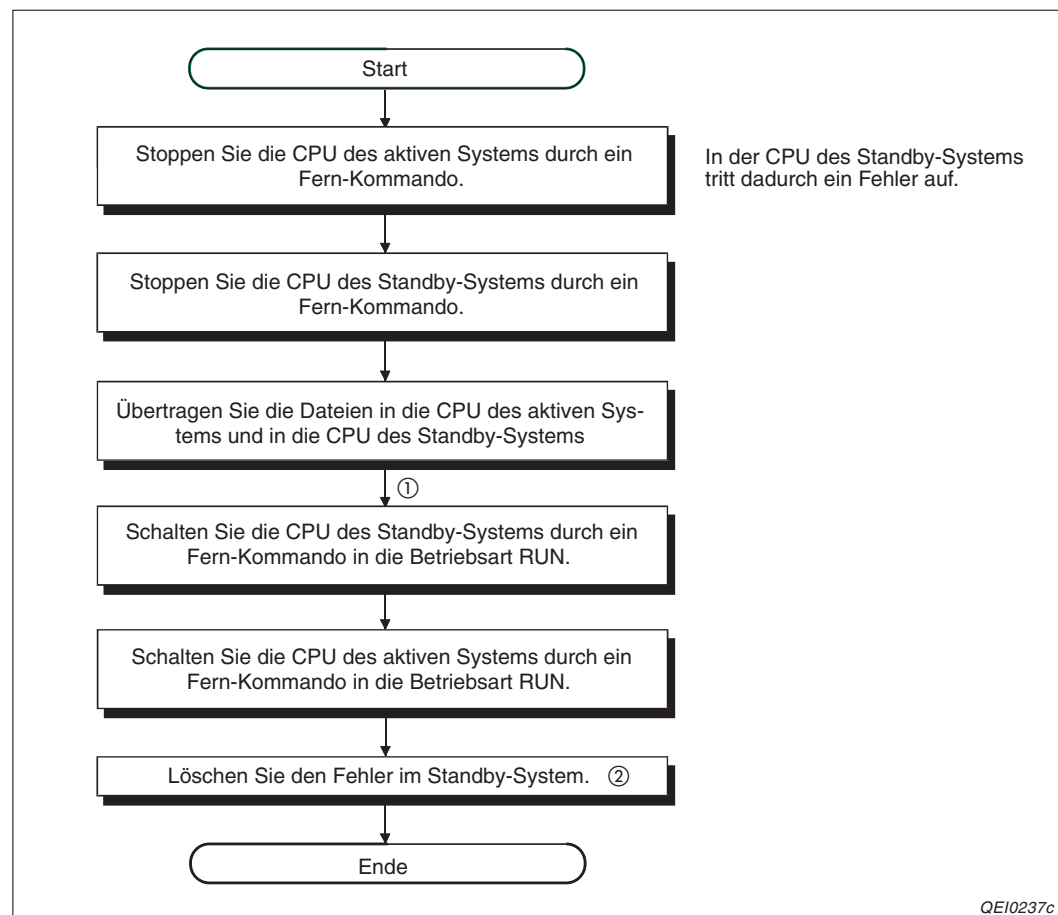 Start
Stoppen Sie die CPU des aktiven Systems durch ein
Fern-Kommando.
In der CPU des Standby-Systems
tritt dadurch ein Fehler auf.
Stoppen Sie die CPU des Standby-Systems durch ein
Fern-Kommando.
Übertragen Sie die Dateien in die CPU des aktiven Sys-
tems und in die CPU des Standby-Systems
①
Schalten Sie die CPU des Standby-Systems durch ein
Fern-Kommando in die Betriebsart RUN.
Schalten Sie die CPU des aktiven Systems durch ein
Fern-Kommando in die Betriebsart RUN.
Löschen Sie den Fehler im Standby-System. ②
Ende
QEI0237c